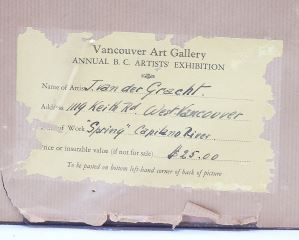 Vancouver Art Gallery
ANNUAL B. C. ARTISTS' EXHIBITION
Name of Artist J. van der Gracht.
Address 1119 Keith Rd. West Vancouver
of Work "Spring" Capilano River.
Price or insurable value (if not for sale) $25.00
To be pasted on bottom left-hand corner of back of picture